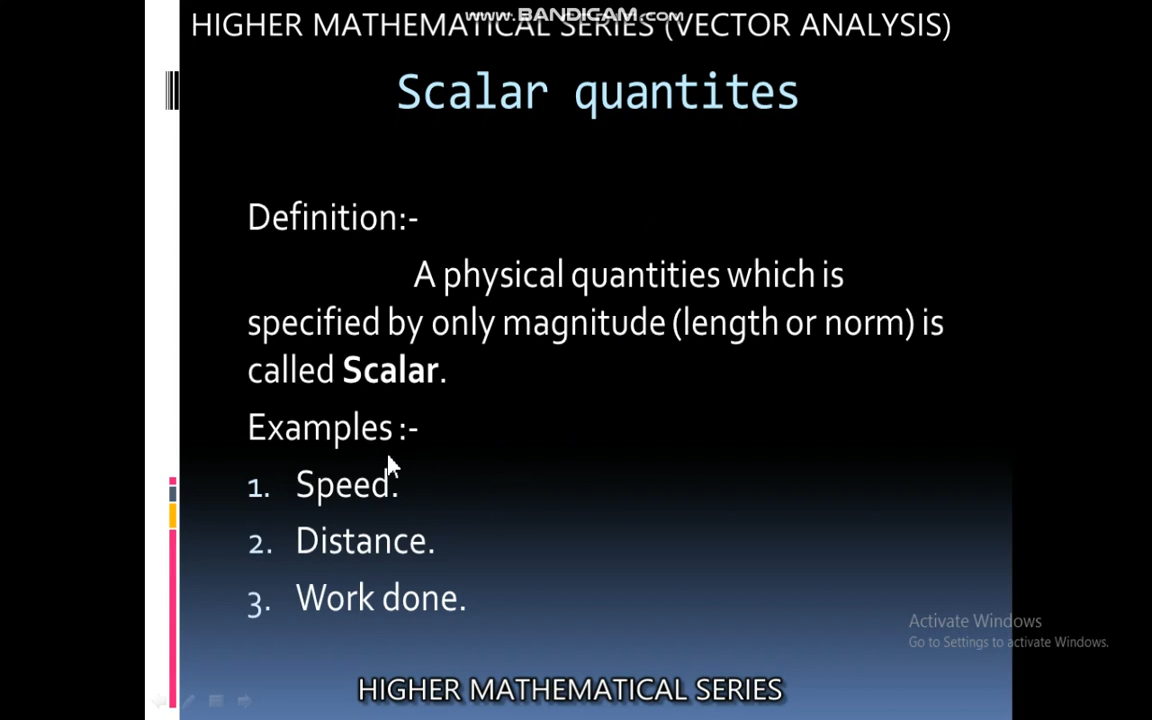 www.BANDICAM.com
HIGHER MATHEMATICAL SERIES (VECTOR ANALYSIS)
Scalar quantites
Definition:-
A physical quantities which is
specified by only magnitude (length or norm) is
called Scalar.
Examples :-
1. Speed.
2. Distance.
3. Work done.
Activate Windows
Go to Settings to activate Windows.
HIGHER MATHEMATICAL SERIES